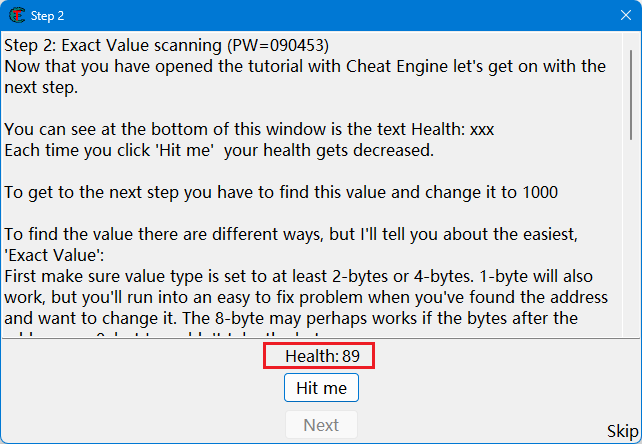 Step 2
Step 2: Exact Value scanning (PW=090453)
Now that you have opened the tutorial with Cheat Engine let's get on with the
next step.
You can see at the bottom of this window is the text Health: xxx
Each time you click 'Hit me'  your health gets decreased.
To get to the next step you have to find this value and change it to 1000
To find the value there are different ways, but I'll tell you about the easiest,
'Exact Value':
First make sure value type is set to at least 2-bytes or 4-bytes. 1-byte will also
work, but you'll run into an easy to fix problem when you've found the address
and want to change it. The 8-byte may perhaps works if the bytes after the
Health: 89
Hit me
Next
Skip